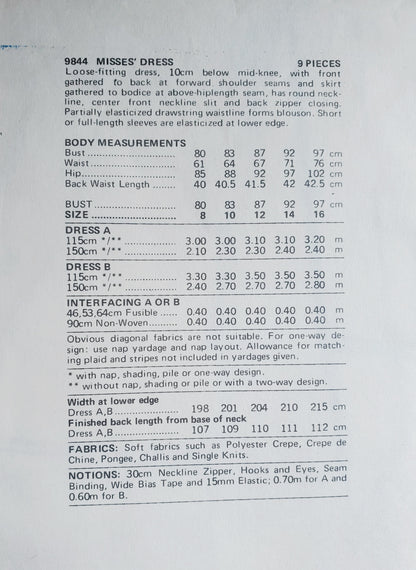 9844 MISSES' DRESS 9 PIECES
Loose-fitting dress, 10cm below mid-knee, with front
gathered to back at forward shoulder seams and skirt
gathered to bodice at above-hiplength seam, has round neck-
line, center front neckline slit and back zipper closing.
Partially elasticized drawstring waistline forms blouson. Short
or full-length sleeves are elasticized at lower edge.
BODY MEASUREMENTS
Bust ........................ 80 83 87 92 97 cm
Waist ........................ 61 64 67 71 76 cm
Hip ........................ 85 88 92 97 102 cm
Back Waist Length ....... 40 40.5 41.5 42 42.5 cm
BUST ........................ 80 83 87 92 97 cm
SIZE ........................ 8 10 12 14 16
DRESS A
115cm */** ................ 3.00 3.00 3.10 3.10 3.20 m
150cm */** ................ 2.10 2.30 2.30 2.40 2.40 m
DRESS B
115cm */** ................ 3.30 3.30 3.50 3.50 3.50 m
150cm */** ................ 2.40 2.70 2.70 2.70 2.80 m
INTERFACING A OR B
46,53,64cm Fusible ...... 0.40 0.40 0.40 0.40 0.40 m
90cm Non-Woven ......... 0.40 0.40 0.40 0.40 0.40 m
Obvious diagonal fabrics are not suitable. For one-way de-
sign: use nap yardage and nap layout. Allowance for match-
ing plaid and stripes not included in yardages given.
* with nap, shading, pile or one-way design.
** without nap, shading or pile or with a two-way design.
Width at lower edge
Dress A,B ................ 198 201 204 210 215 cm
Finished back length from base of neck
Dress A,B ................ 107 109 110 111 112 cm
FABRICS: Soft fabrics such as Polyester Crepe, Crepe de
Chine, Pongee, Challis and Single Knits.
NOTIONS: 30cm Neckline Zipper, Hooks and Eyes, Seam
Binding, Wide Bias Tape and 15mm Elastic; 0.70m for A and
0.60m for B.